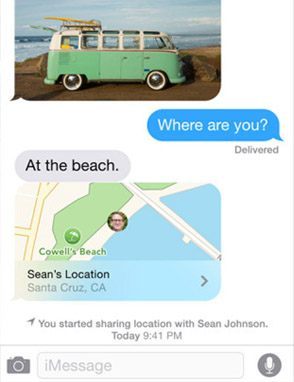 Where are you?
Delivered
At the beach.
Cowell's Beach
Sean's Location
Santa Cruz, CA
You started sharing location with Sean Johnson.
Today 9:41 PM
iMessage